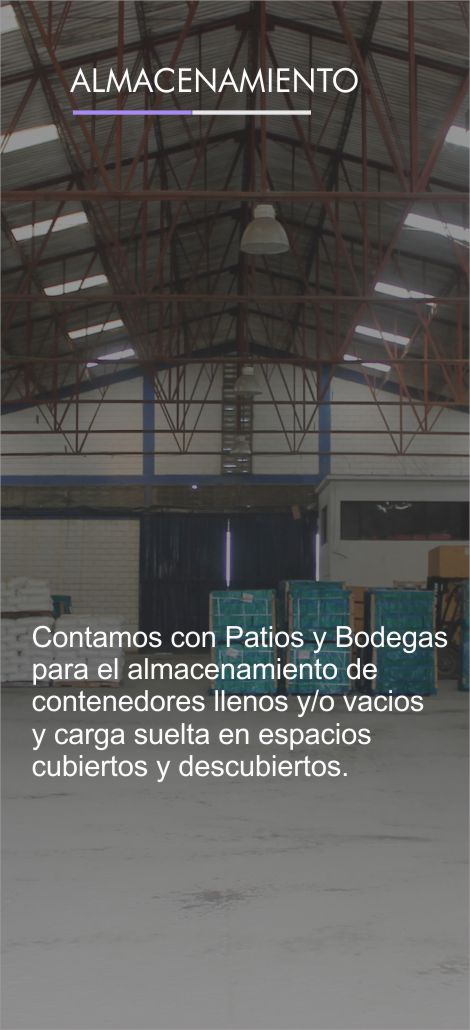 ALMACENAMIENTO
Contamos con Patios y Bodegas
para el almacenamiento de
contenedores llenos y/o vacios
y carga suelta en espacios
cubiertos y descubiertos.